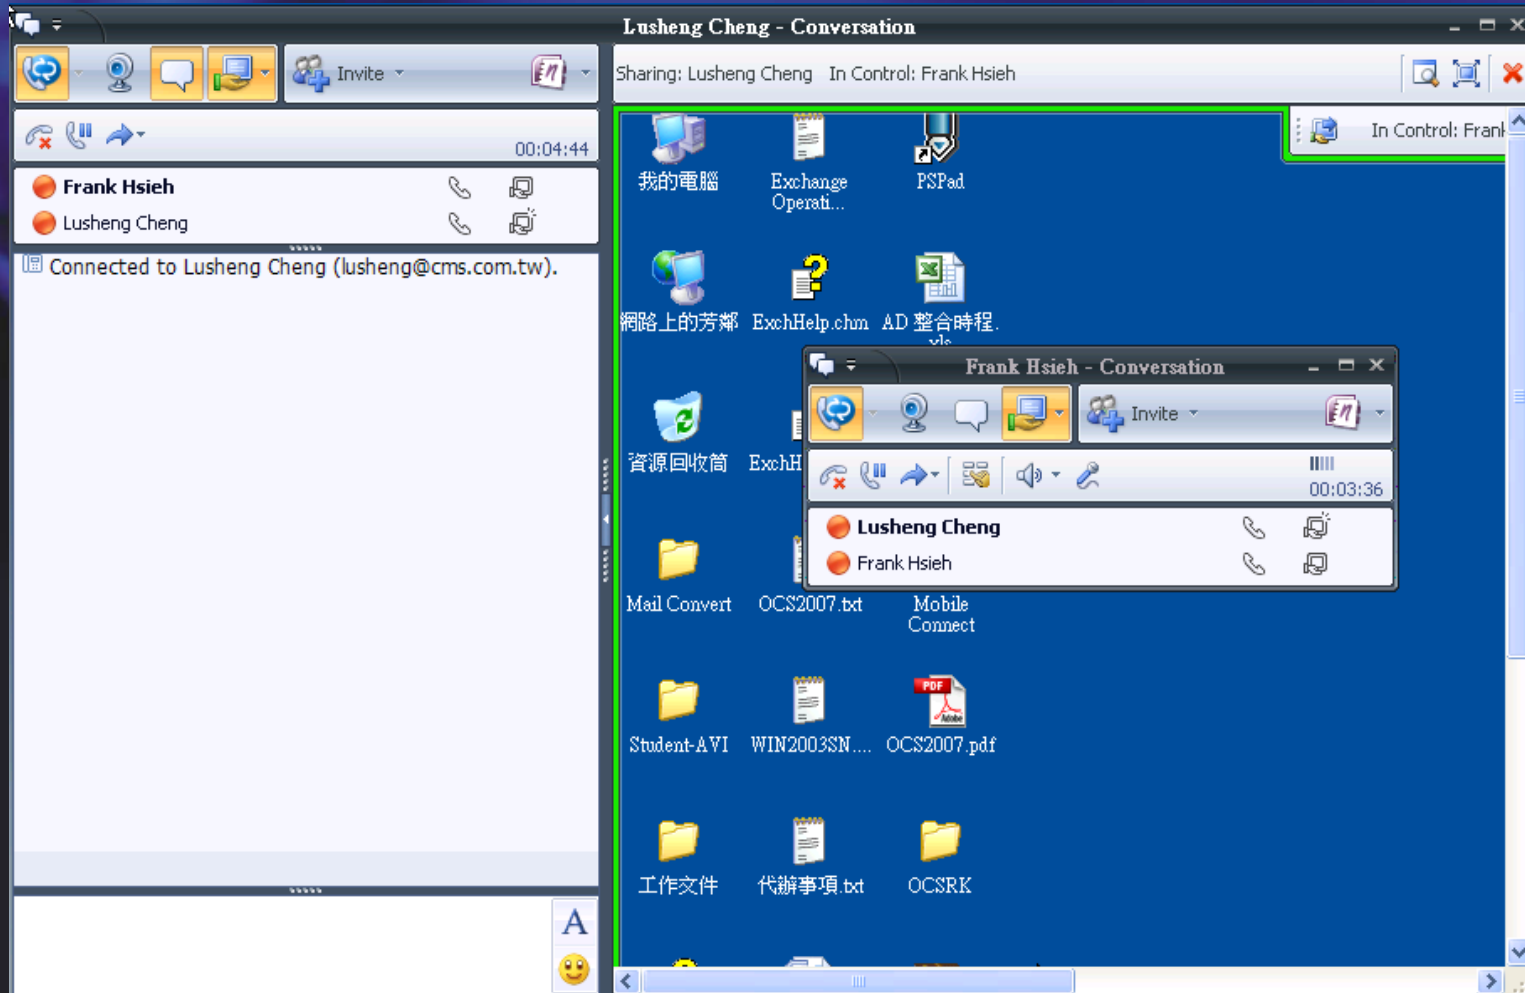 Lusheng Cheng - Conversation
Invite
Sharing: Lusheng Cheng In Control: Frank Hsieh
00:04:44
In Control: Frank
Frank Hsieh
Lusheng Cheng
Connected to Lusheng Cheng (lusheng@cms.com.tw).
我的電腦
Exchange
Operati...
PSPad
網路上的芳鄰
ExchHelp.chm
AD 整合時程.
xls
Frank Hsieh - Conversation
Invite
00:03:36
Lusheng Cheng
Frank Hsieh
資源回收筒
ExchH
Mail Convert
OCS2007.txt
Mobile
Connect
PDF
Adobe
Student-AVI
WIN2003SN....
OCS2007.pdf
工作文件
代辦事項.txt
OCSRK
A